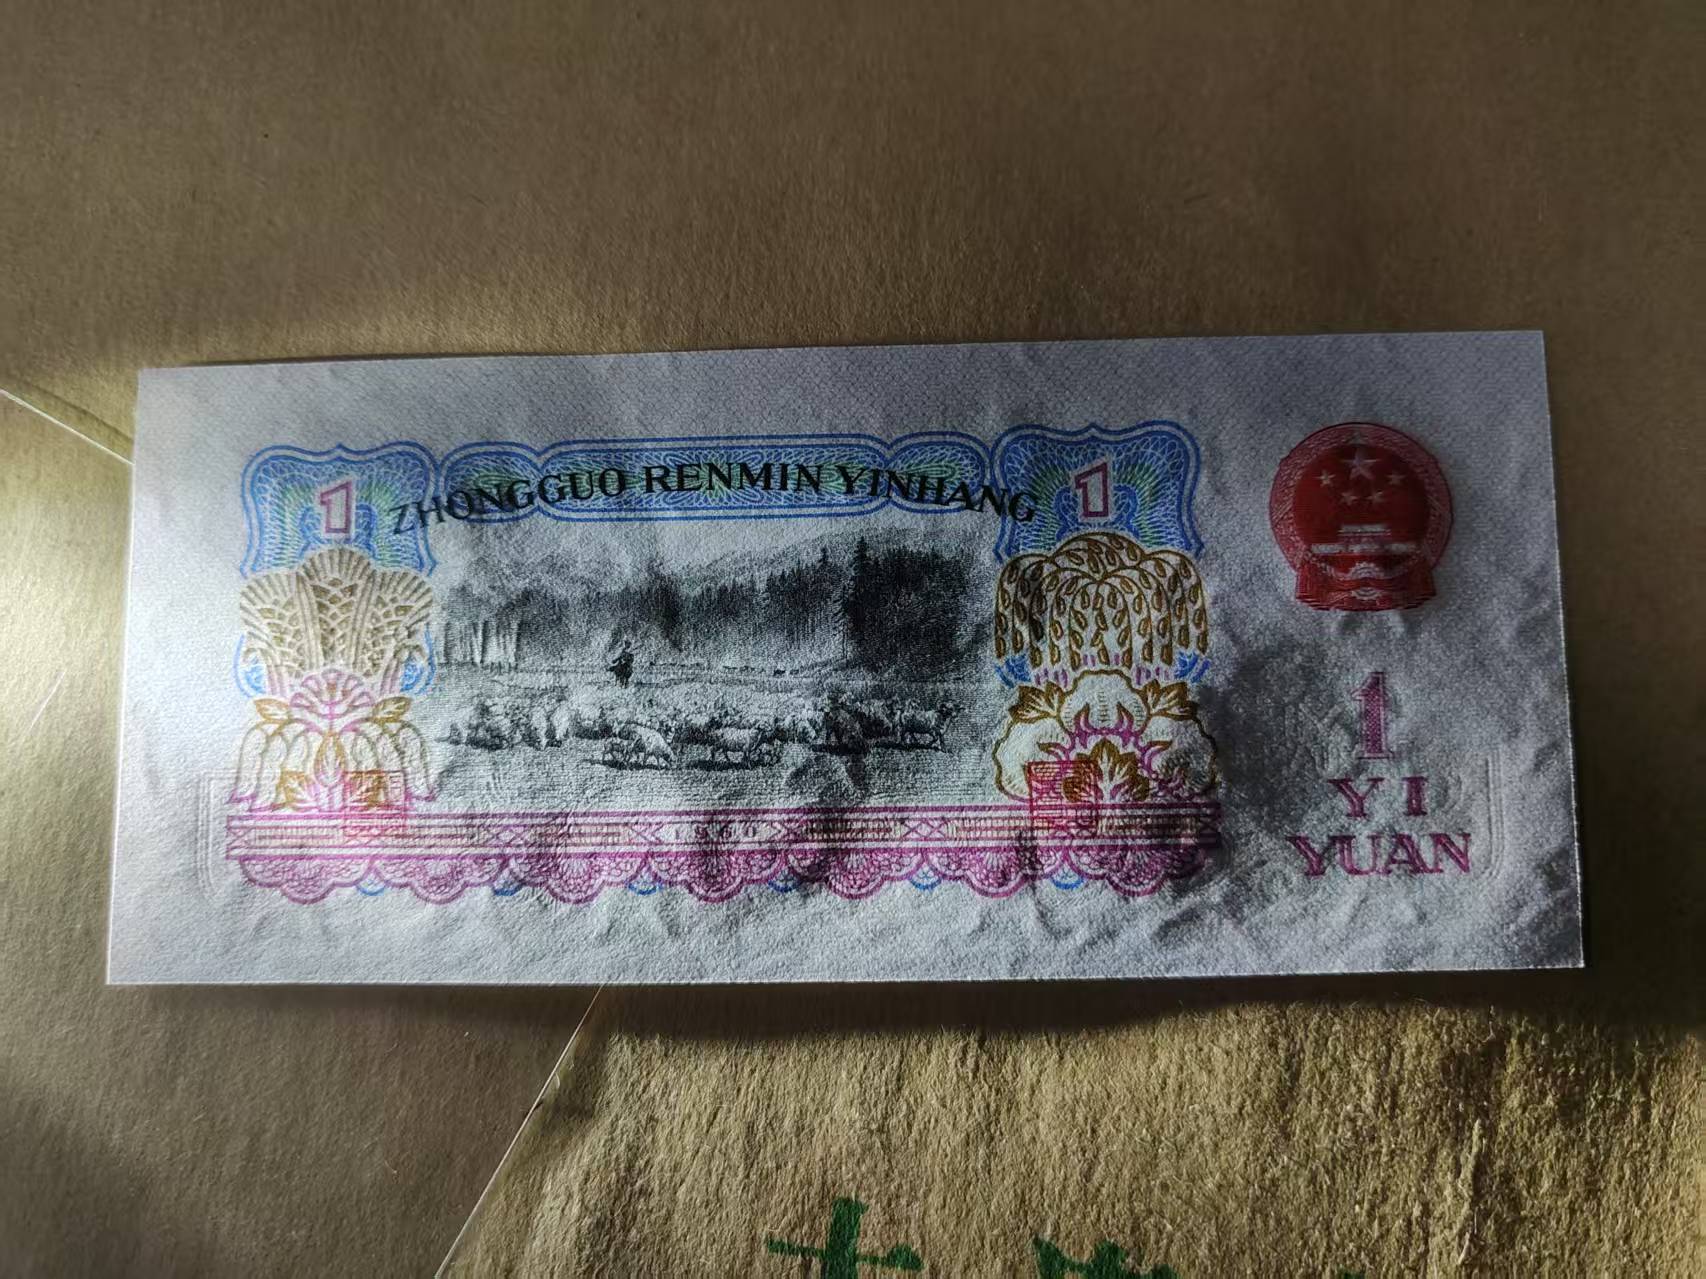 ZHONGGUO RENMIN YINHANG
1
1
1
YI
YUAN
1960